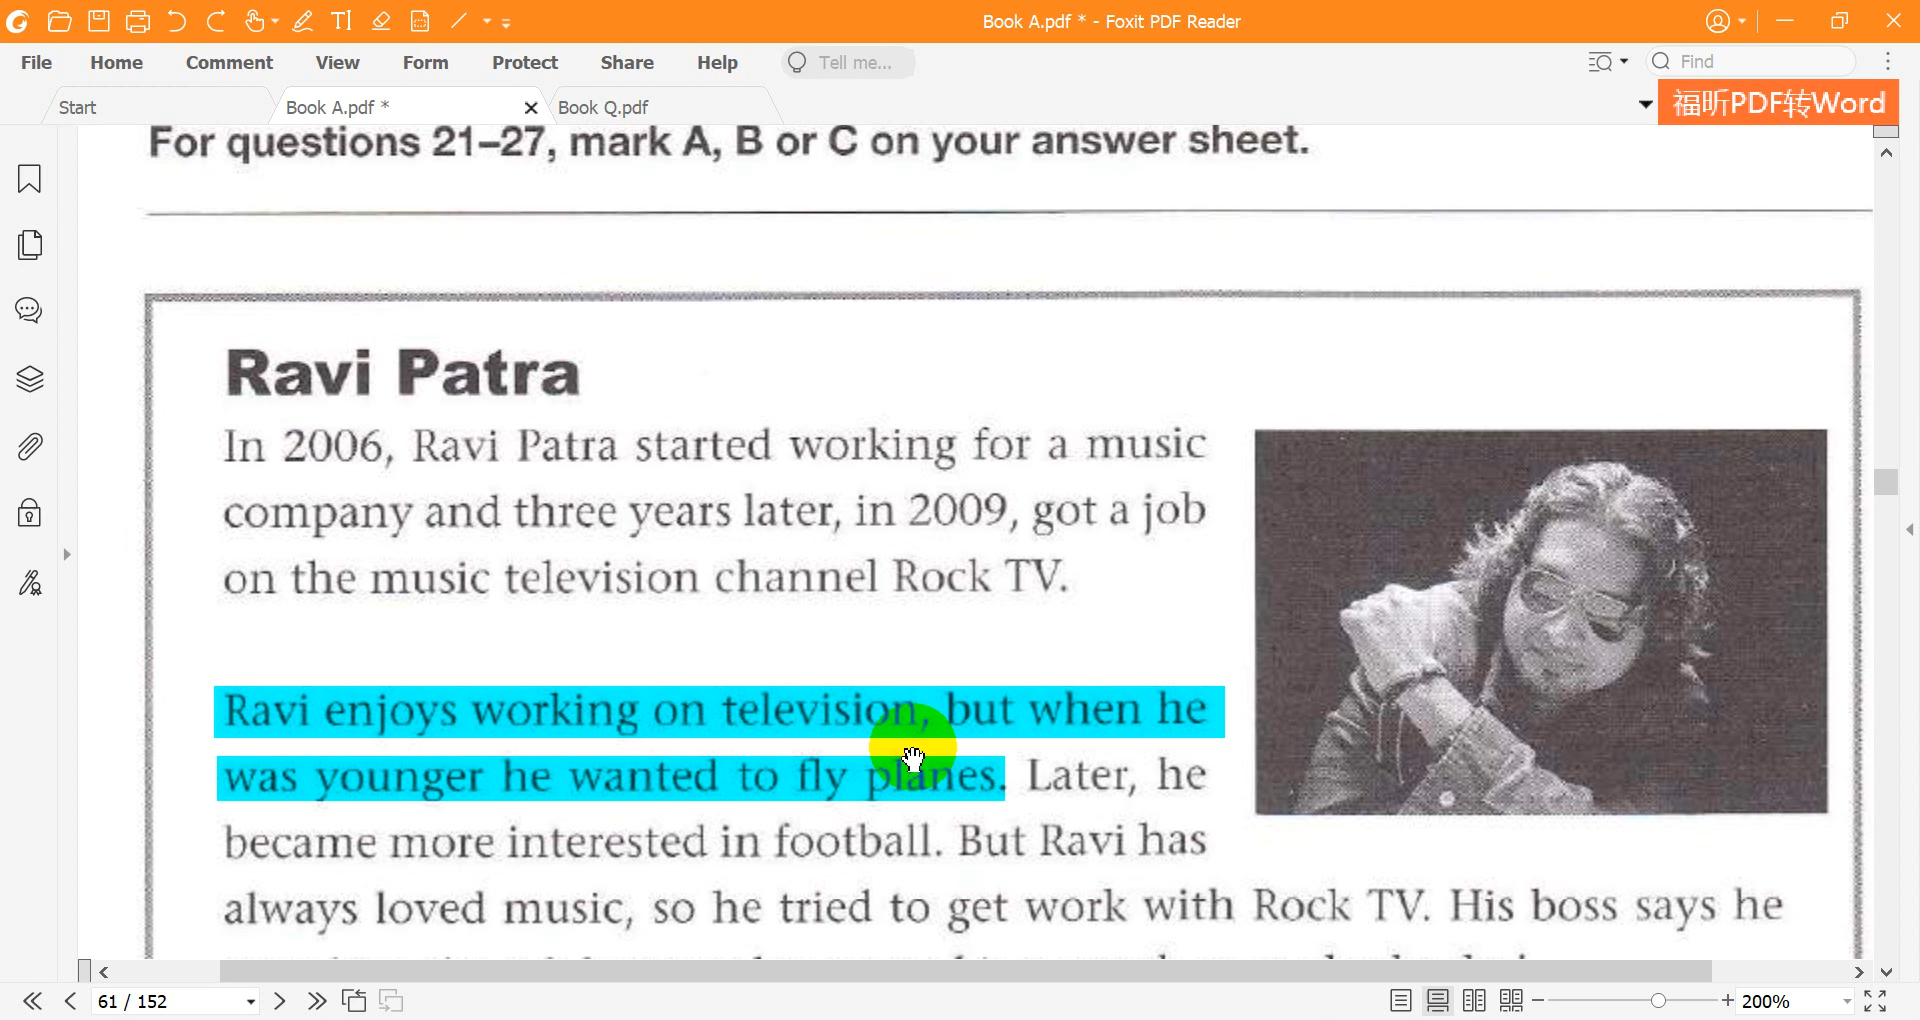 Book A.pdf * - Foxit PDF Reader
File Home Comment View Form Protect Share Help Tell me... Find
Start Book A.pdf * Book Q.pdf 福昕PDF转Word
For questions 21–27, mark A, B or C on your answer sheet.
Ravi Patra
In 2006, Ravi Patra started working for a music
company and three years later, in 2009, got a job
on the music television channel Rock TV.
Ravi enjoys working on television, but when he
was younger he wanted to fly planes. Later, he
became more interested in football. But Ravi has
always loved music, so he tried to get work with Rock TV. His boss says he
61 / 152 200%